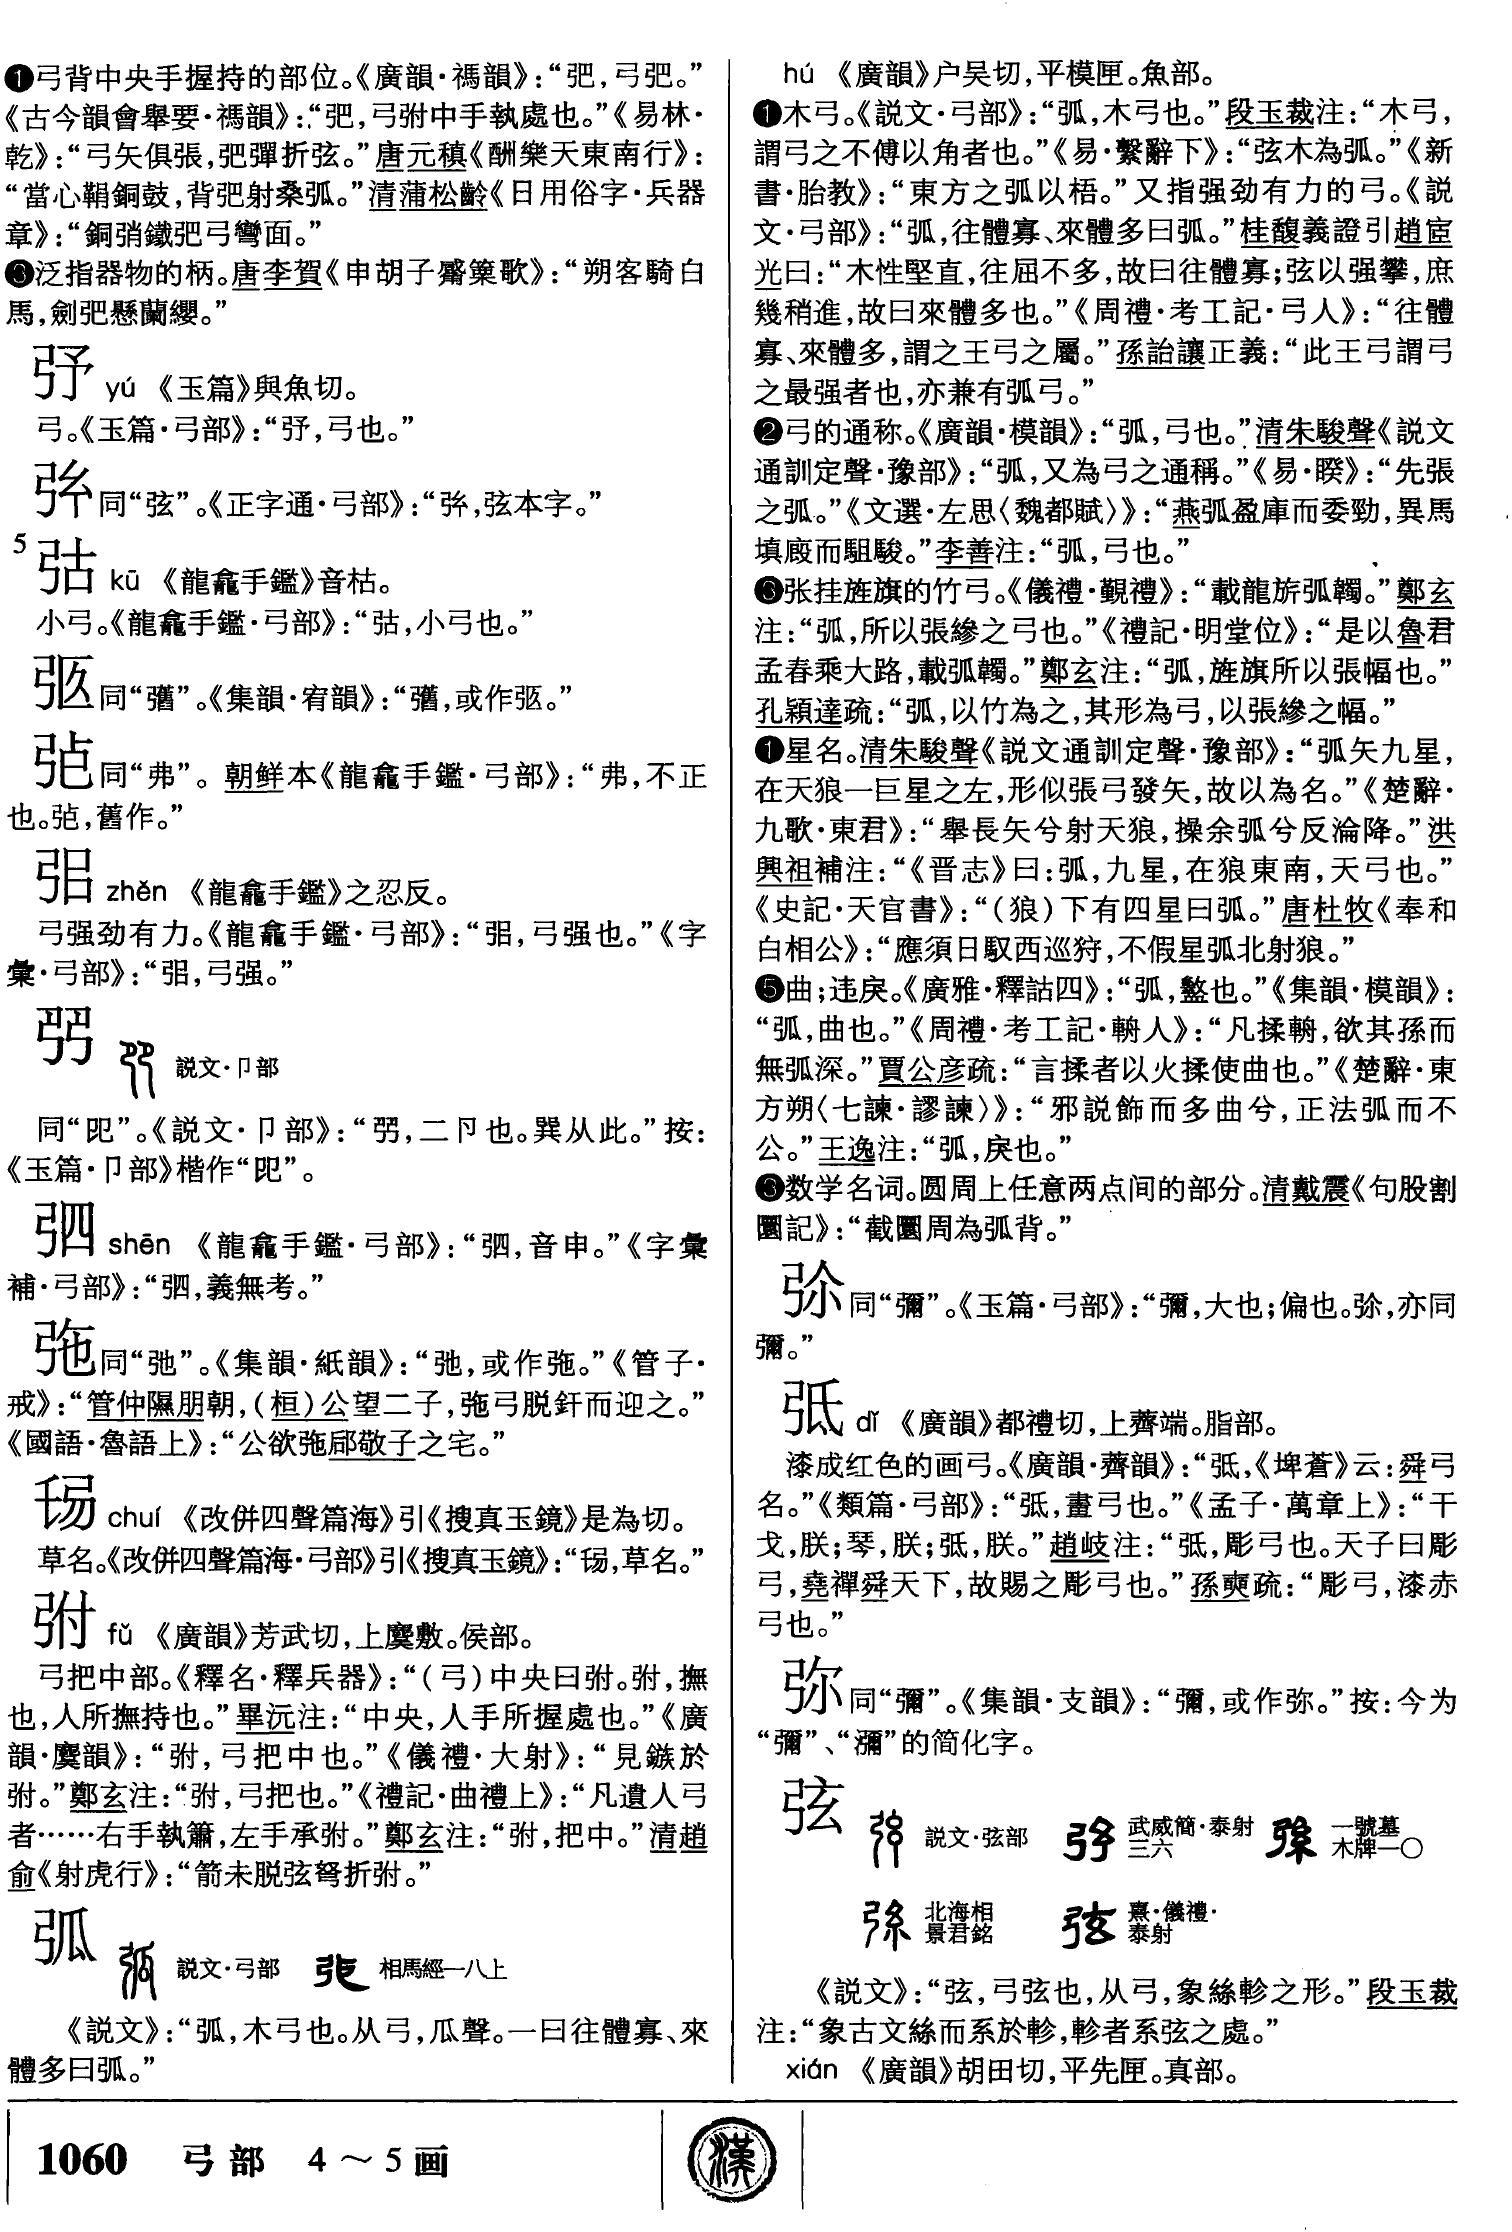 ❶弓背中央手握持的部位。《廣韻·禡韻》：“弝，弓弝。”
《古今韻會舉要·禡韻》：“弝，弓弣中手執處也。”《易林·
乾》：“弓矢俱張，弝彈折弦。”唐元稹《酬樂天東南行》：
“當心鞙銅鼓，背弝射桑弧。”清蒲松齡《日用俗字·兵器
章》：“銅弰鐵弝弓彎面。”
❸泛指器物的柄。唐李賀《申胡子觱篥歌》：“朔客騎白
馬，劍弝懸蘭纓。”
㢧 yú 《玉篇》與魚切。
弓。《玉篇·弓部》：“㢧，弓也。”
同“弦”。《正字通·弓部》：“，弦本字。”
5
kū 《龍龕手鑑》音枯。
小弓。《龍龕手鑑·弓部》：“，小弓也。”
同“”。《集韻·宥韻》：“，或作。”
同“弗”。朝鲜本《龍龕手鑑·弓部》：“弗，不正
也。，舊作。”
zhěn 《龍龕手鑑》之忍反。
弓强劲有力。《龍龕手鑑·弓部》：“，弓强也。”《字
彙·弓部》：“，弓强。”
弜 説文·卩部
同“㔾”。《説文·卩部》：“，二卪也。巽从此。”按：
《玉篇·卩部》楷作“”。
shēn 《龍龕手鑑·弓部》：“，音申。”《字彙
補·弓部》：“，義無考。”
㢮同“弛”。《集韻·紙韻》：“弛，或作㢮。”《管子·
戒》：“管仲隰朋朝，（桓）公望二子，㢮弓脱釬而迎之。”
《國語·魯語上》：“公欲㢮郈敬子之宅。”
chuí 《改併四聲篇海》引《搜真玉鏡》是為切。
草名。《改併四聲篇海·弓部》引《搜真玉鏡》：“，草名。”
弣 fǔ 《廣韻》芳武切，上麌敷。侯部。
弓把中部。《釋名·釋兵器》：“（弓）中央曰弣。弣，撫
也，人所撫持也。”畢沅注：“中央，人手所握處也。”《廣
韻·麌韻》：“弣，弓把中也。”《儀禮·大射》：“見鏃於
弣。”鄭玄注：“弣，弓把也。”《禮記·曲禮上》：“凡遺人弓
者……右手執簫，左手承弣。”鄭玄注：“弣，把中。”清趙
俞《射虎行》：“箭未脱弦弩折弣。”
弧 説文·弓部 相馬經一八上
《説文》：“弧，木弓也。从弓，瓜聲。一曰往體寡、來
體多曰弧。”
hú 《廣韻》户吴切，平模匣。魚部。
❶木弓。《説文·弓部》：“弧，木弓也。”段玉裁注：“木弓，
謂弓之不傅以角者也。”《易·繫辭下》：“弦木為弧。”《新
書·胎教》：“東方之弧以梧。”又指强劲有力的弓。《説
文·弓部》：“弧，往體寡、來體多曰弧。”桂馥義證引趙宧
光曰：“木性堅直，往屈不多，故曰往體寡；弦以强攀，庶
幾稍進，故曰來體多也。”《周禮·考工記·弓人》：“往體
寡、來體多，謂之王弓之屬。”孫詒讓正義：“此王弓謂弓
之最强者也，亦兼有弧弓。”
❷弓的通称。《廣韻·模韻》：“弧，弓也。”清朱駿聲《説文
通訓定聲·豫部》：“弧，又為弓之通稱。”《易·睽》：“先張
之弧。”《文選·左思〈魏都賦〉》：“燕弧盈庫而委勁，冀馬
填廄而駔駿。”李善注：“弧，弓也。”
❸张挂旌旗的竹弓。《儀禮·覲禮》：“載龍旂弧韣。”鄭玄
注：“弧，所以張縿之弓也。”《禮記·明堂位》：“是以魯君
孟春乘大路，載弧韣。”鄭玄注：“弧，旌旗所以張幅也。”
孔穎達疏：“弧，以竹為之，其形為弓，以張縿之幅。”
❶星名。清朱駿聲《説文通訓定聲·豫部》：“弧矢九星，
在天狼一巨星之左，形似張弓發矢，故以為名。”《楚辭·
九歌·東君》：“舉長矢兮射天狼，操余弧兮反淪降。”洪
興祖補注：“《晋志》曰：弧，九星，在狼東南，天弓也。”
《史記·天官書》：“（狼）下有四星曰弧。”唐杜牧《奉和
白相公》：“應須日馭西巡狩，不假星弧北射狼。”
❺曲；违戾。《廣雅·釋詁四》：“弧，盭也。”《集韻·模韻》：
“弧，曲也。”《周禮·考工記·輈人》：“凡揉輈，欲其孫而
無弧深。”賈公彦疏：“言揉者以火揉使曲也。”《楚辭·東
方朔〈七諫·謬諫〉》：“邪説飾而多曲兮，正法弧而不
公。”王逸注：“弧，戾也。”
❻数学名词。圆周上任意两点间的部分。清戴震《句股割
圜記》：“截圜周為弧背。”
㢱同“彌”。《玉篇·弓部》：“彌，大也；偏也。㢱，亦同
彌。”
弤 dǐ 《廣韻》都禮切，上薺端。脂部。
漆成红色的画弓。《廣韻·薺韻》：“弤，《埤蒼》云：舜弓
名。”《類篇·弓部》：“弤，畫弓也。”《孟子·萬章上》：“干
戈，朕；琴，朕；弤，朕。”趙岐注：“弤，彫弓也。天子曰彫
弓，堯禪舜天下，故賜之彫弓也。”孫奭疏：“彫弓，漆赤
弓也。”
弥同“彌”。《集韻·支韻》：“彌，或作弥。”按：今为
“彌”、“瀰”的简化字。
弦 説文·弦部 武威簡·泰射三六 一號墓木牌一〇
北海相景君銘 熹·儀禮·泰射
《説文》：“弦，弓弦也，从弓，象絲軫之形。”段玉裁
注：“象古文絲而系於軫，軫者系弦之處。”
xián 《廣韻》胡田切，平先匣。真部。
1060 弓部 4～5画
漢